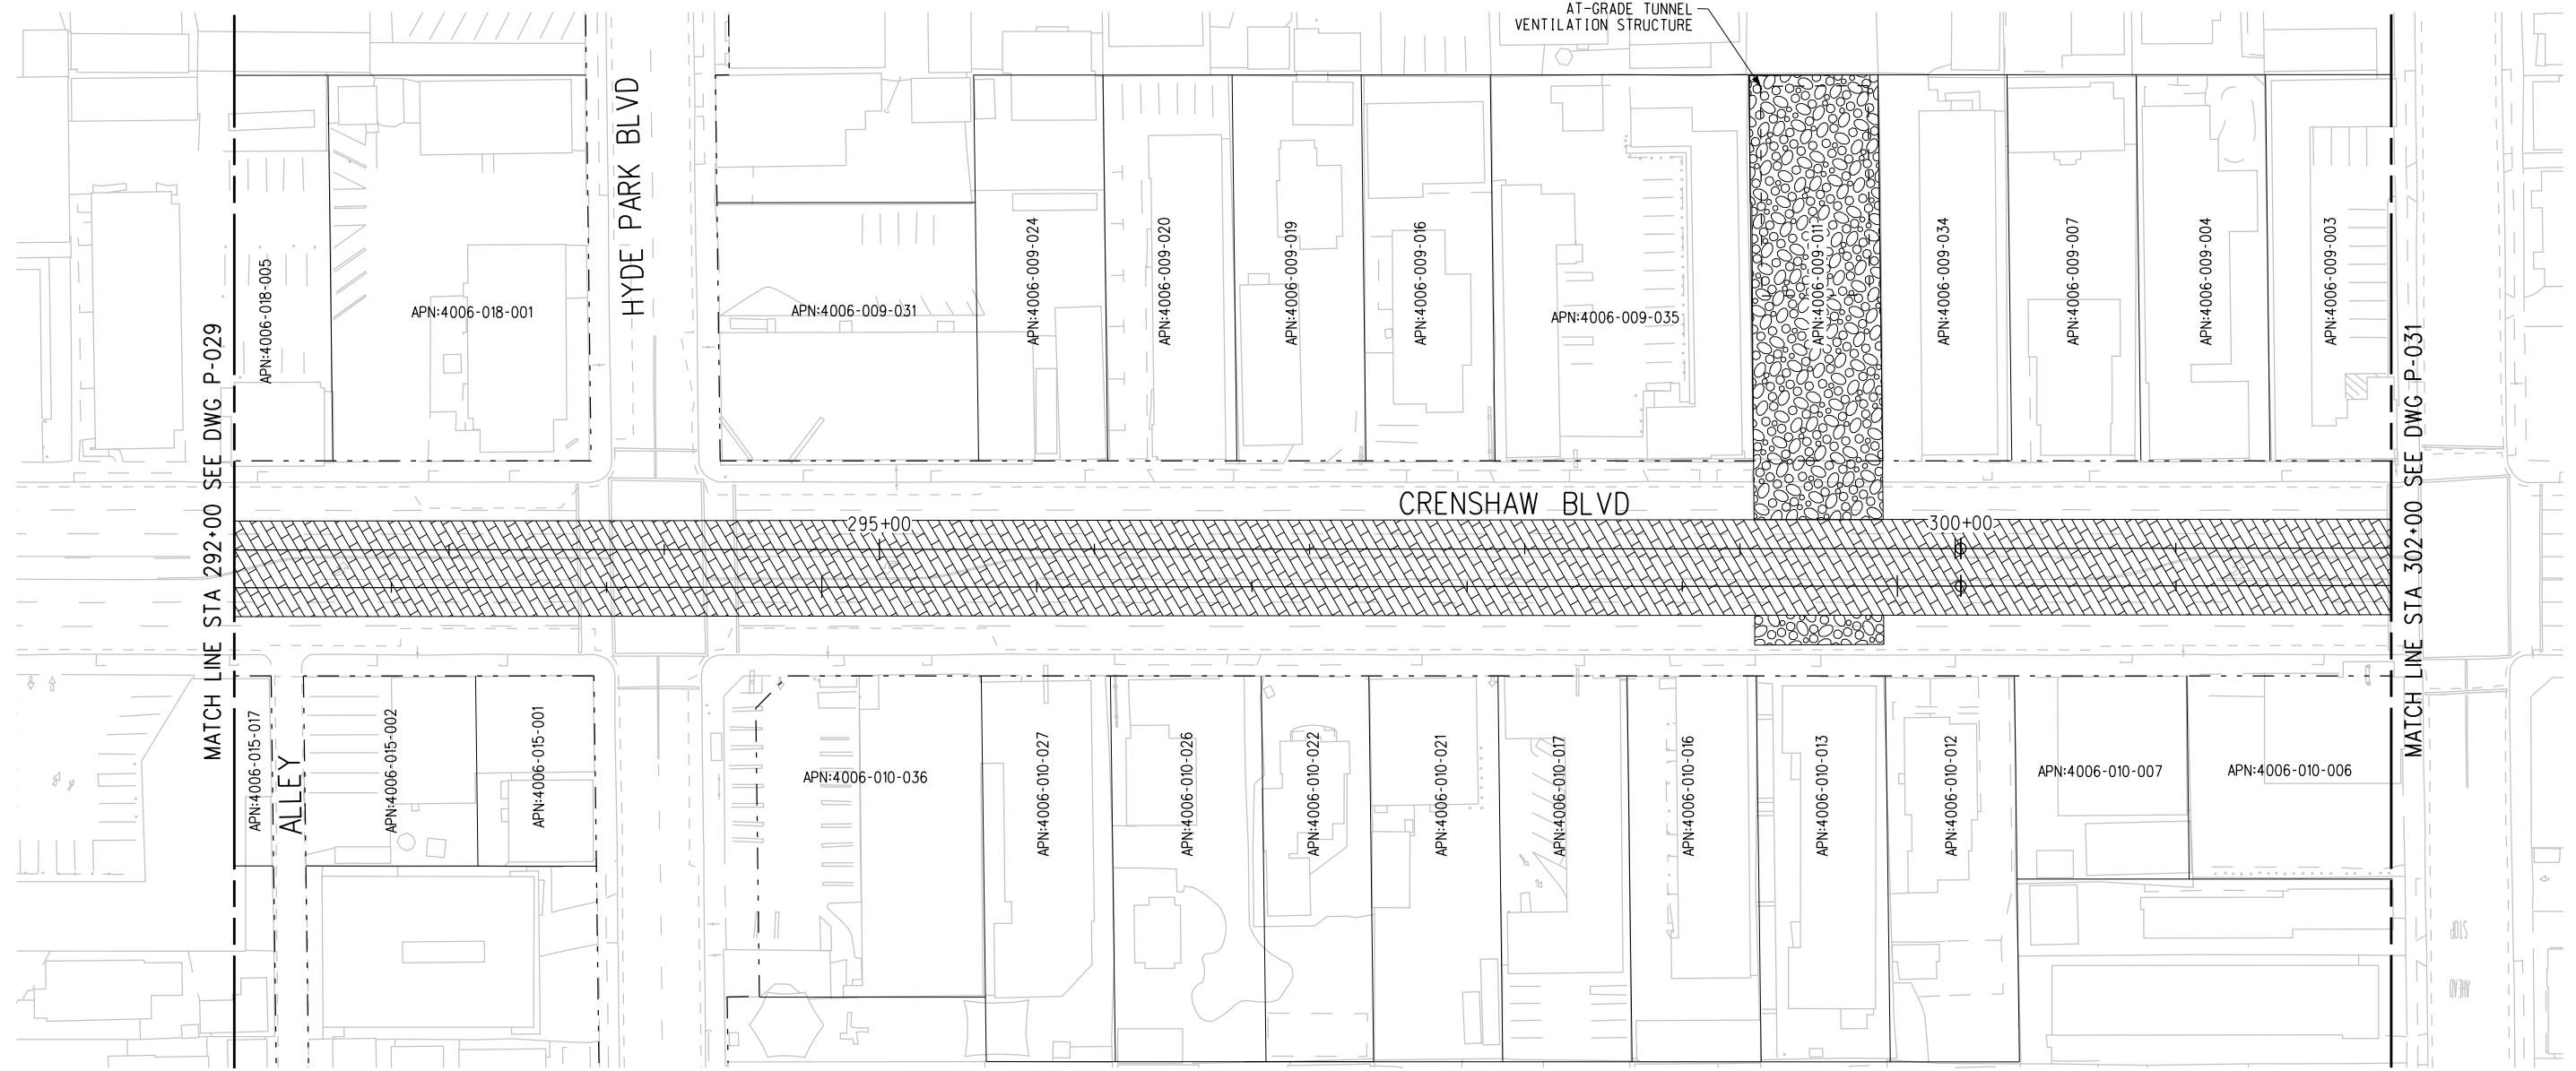 AT-GRADE TUNNEL
VENTILATION STRUCTURE
HYDE PARK BLVD
MATCH LINE STA 292+00 SEE DWG P-029
APN:4006-018-005
APN:4006-018-001
APN:4006-009-031
APN:4006-009-024
APN:4006-009-020
APN:4006-009-019
APN:4006-009-016
APN:4006-009-035
APN:4006-009-011
APN:4006-009-034
APN:4006-009-007
APN:4006-009-004
APN:4006-009-003
MATCH LINE STA 302+00 SEE DWG P-031
CRENSHAW BLVD
295+00
300+00
APN:4006-015-017
ALLEY
APN:4006-015-002
APN:4006-015-001
APN:4006-010-036
APN:4006-010-027
APN:4006-010-026
APN:4006-010-022
APN:4006-010-021
APN:4006-010-017
APN:4006-010-016
APN:4006-010-013
APN:4006-010-012
APN:4006-010-007
APN:4006-010-006
STOP
AHEAD